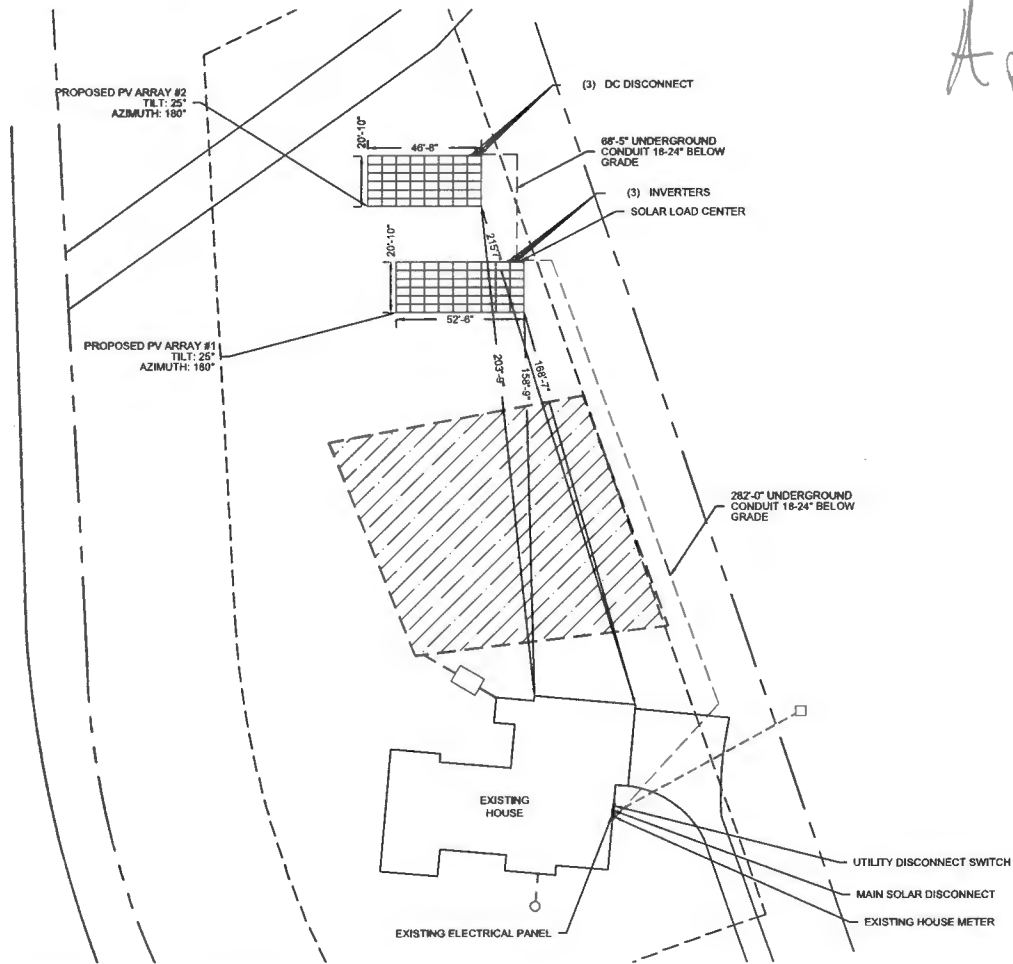 PROPOSED PV ARRAY #2
TILT: 25°
AZIMUTH: 180°
(3) DC DISCONNECT
20'-10"
46'-8"
68'-5" UNDERGROUND
CONDUIT 18-24" BELOW
GRADE
(3) INVERTERS
SOLAR LOAD CENTER
215'7"
20'-10"
52'-6"
PROPOSED PV ARRAY #1
TILT: 25°
AZIMUTH: 180°
203'-9"
158'-9"
168'-7"
282'-0" UNDERGROUND
CONDUIT 18-24" BELOW
GRADE
EXISTING
HOUSE
UTILITY DISCONNECT SWITCH
MAIN SOLAR DISCONNECT
EXISTING HOUSE METER
EXISTING ELECTRICAL PANEL